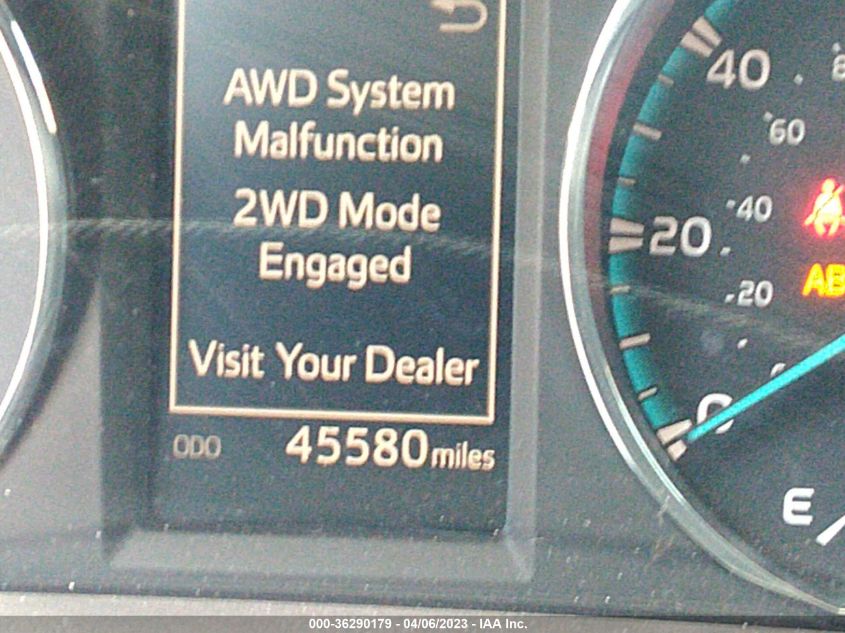 AWD System
Malfunction
2WD Mode
Engaged
Visit Your Dealer
ODO 45580 miles
40
60
40
20
20
0
E
000-36290179 - 04/06/2023 - IAA Inc.